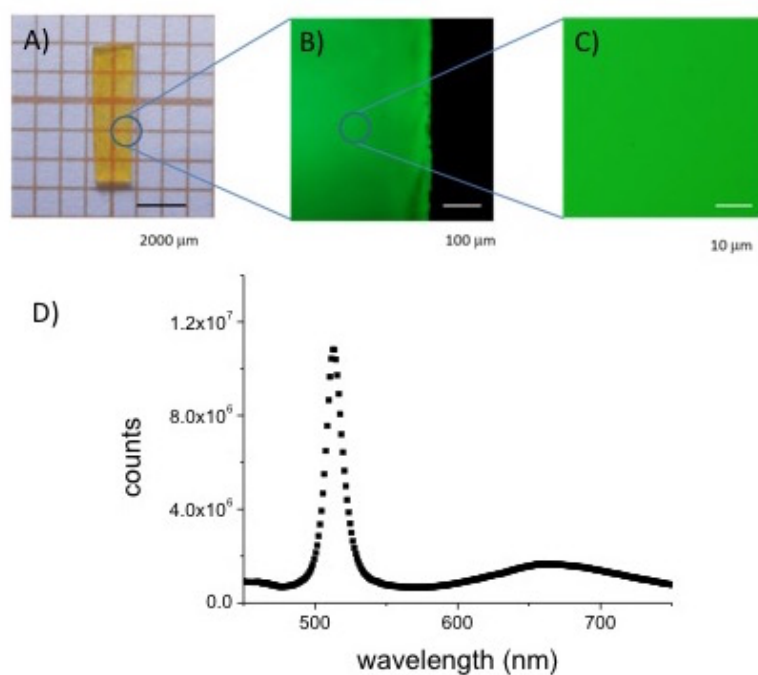 A)
B)
C)
2000 µm
100 µm
10 µm
D)
1.2x10⁷
8.0x10⁶
4.0x10⁶
0.0
counts
500
600
700
wavelength (nm)